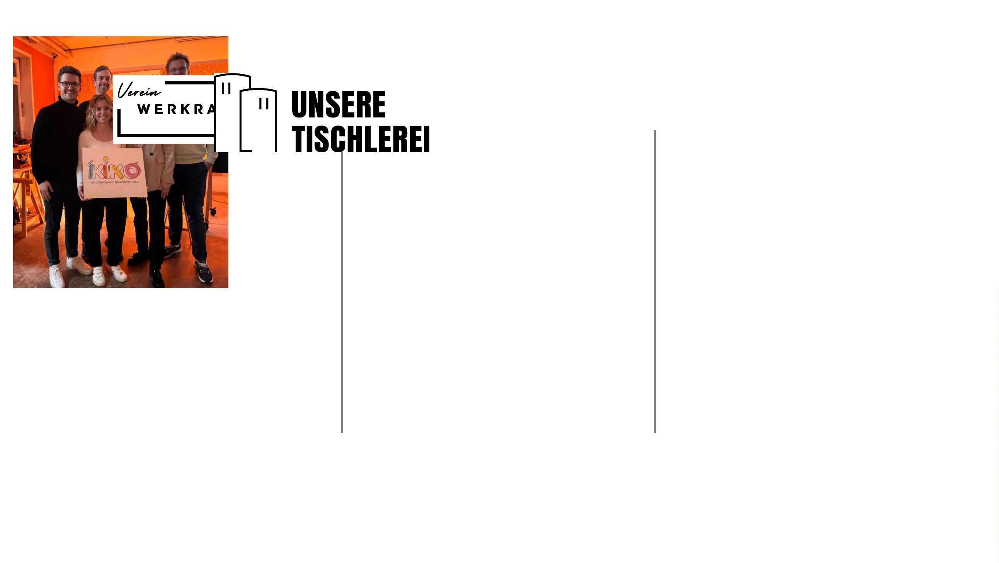 Verein
WERKRA
UNSERE
TISCHLEREI
KiKO
KINDERKOSMOS HANDWERK MELK